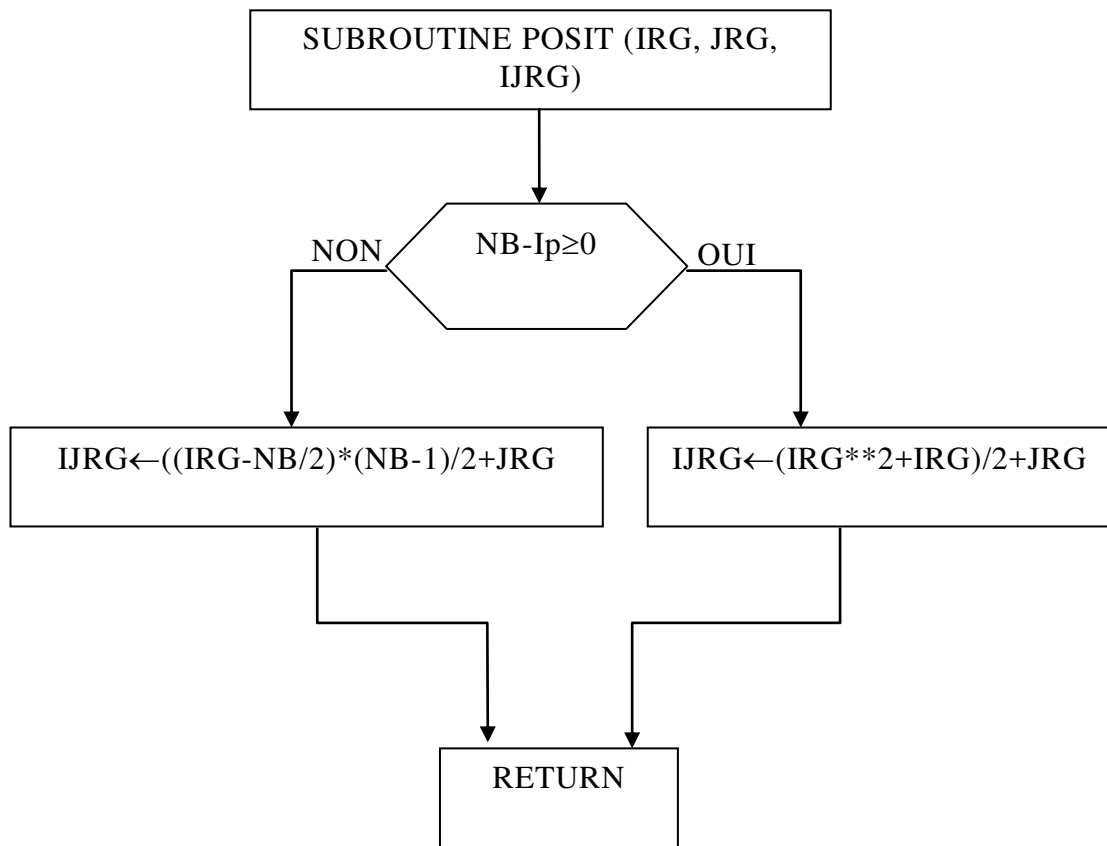 SUBROUTINE POSIT (IRG, JRG,
IJRG)
NB-Ip≥0
NON
OUI
IJRG←((IRG-NB/2)*(NB-1)/2+JRG
IJRG←(IRG**2+IRG)/2+JRG
RETURN